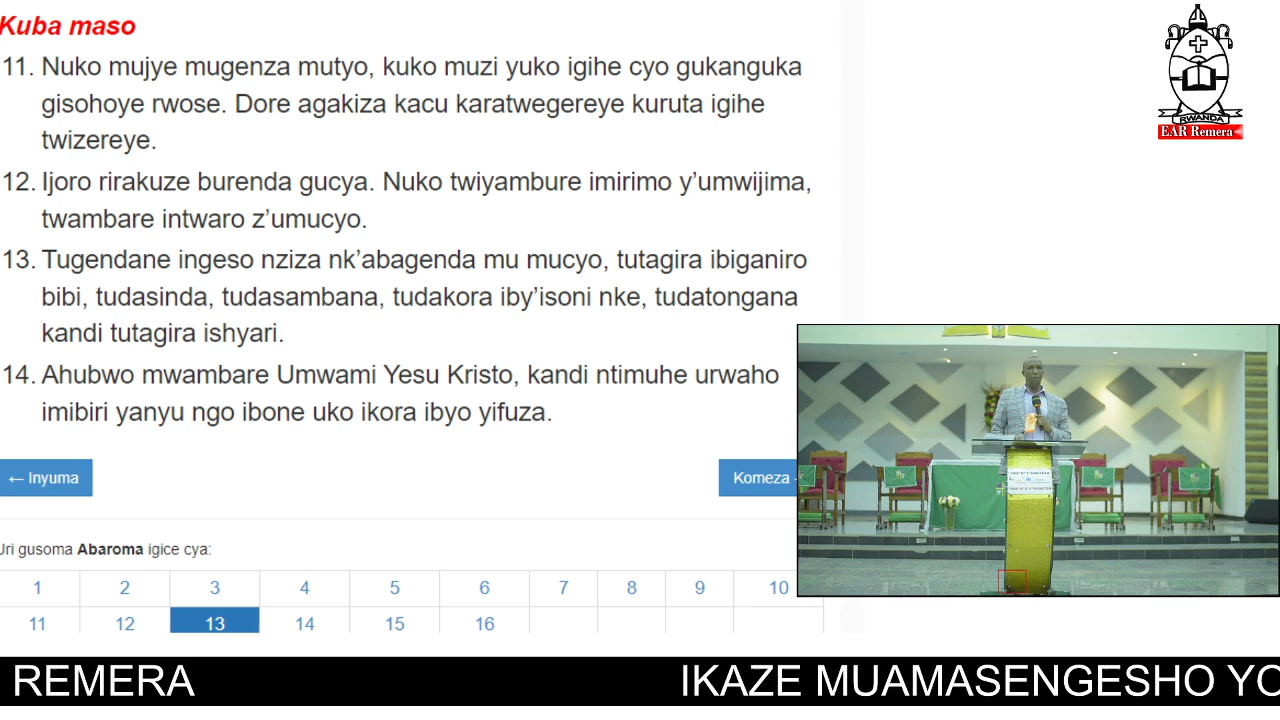 Kuba maso
11. Nuko mujye mugenza mutyo, kuko muzi yuko igihe cyo gukanguka
gisohoye rwose. Dore agakiza kacu karatwegereye kuruta igihe
twizereye.
12. Ijoro rirakuze burenda gucya. Nuko twiyambure imirimo y’umwijima,
twambare intwaro z’umucyo.
13. Tugendane ingeso nziza nk’abagenda mu mucyo, tutagira ibiganiro
bibi, tudasinda, tudasambana, tudakora iby’isoni nke, tudatongana
kandi tutagira ishyari.
14. Ahubwo mwambare Umwami Yesu Kristo, kandi ntimuhe urwaho
imibiri yanyu ngo ibone uko ikora ibyo yifuza.
← Inyuma
Komeza
Uri gusoma Abaroma igice cya:
1 2 3 4 5 6 7 8 9 10
11 12 13 14 15 16
RWANDA
EAR Remera
REMERA IKAZE MUAMASENGESHO YO